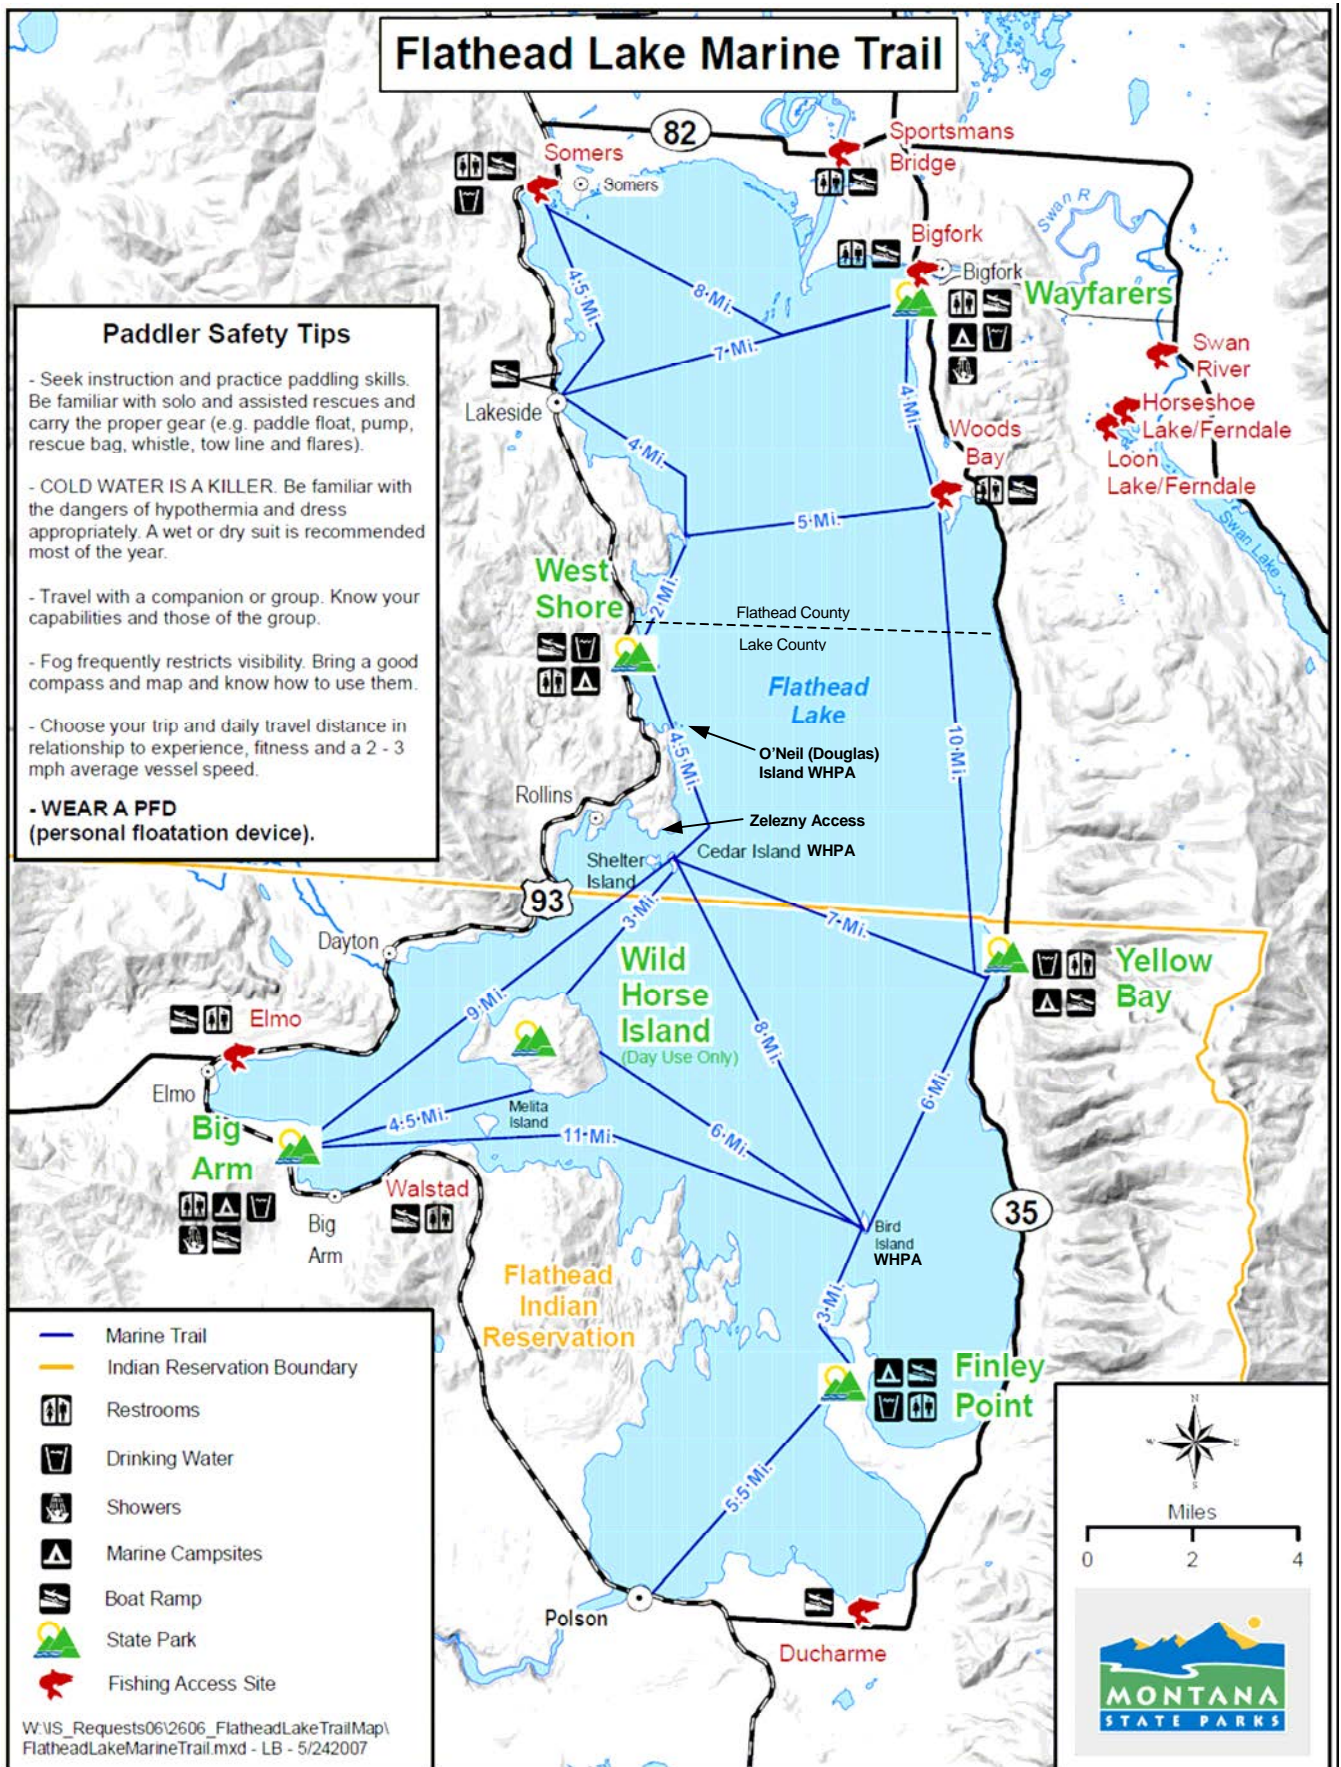 Flathead Lake Marine Trail
82
Sportsmans
Bridge
Somers
Somers
Swan R
Bigfork
Bigfork
Wayfarers
4.5 Mi.
8 Mi.
7 Mi.
Swan
River
Horseshoe
Lake/Ferndale
Loon
Lake/Ferndale
Swan Lake
Paddler Safety Tips
- Seek instruction and practice paddling skills.
Be familiar with solo and assisted rescues and
carry the proper gear (e.g. paddle float, pump,
rescue bag, whistle, tow line and flares).
- COLD WATER IS A KILLER. Be familiar with
the dangers of hypothermia and dress
appropriately. A wet or dry suit is recommended
most of the year.
- Travel with a companion or group. Know your
capabilities and those of the group.
- Fog frequently restricts visibility. Bring a good
compass and map and know how to use them.
- Choose your trip and daily travel distance in
relationship to experience, fitness and a 2 - 3
mph average vessel speed.
- WEAR A PFD
(personal floatation device).
Lakeside
4 Mi.
4 Mi.
Woods
Bay
5 Mi.
West
Shore
2 Mi.
Flathead County
Lake County
Flathead
Lake
4.5 Mi.
10 Mi.
O'Neil (Douglas)
Island WHPA
Rollins
Zelezny Access
Cedar Island WHPA
Shelter
Island
93
3 Mi.
7 Mi.
Dayton
Wild
Horse
Island
(Day Use Only)
Yellow
Bay
9 Mi.
8 Mi.
Elmo
Elmo
6 Mi.
Big
Arm
4.5 Mi.
Melita
Island
11 Mi.
6 Mi.
Walstad
Big
Arm
35
Bird
Island
WHPA
Flathead
Indian
Reservation
3 Mi.
Finley
Point
5.5 Mi.
Polson
Ducharme
Marine Trail
Indian Reservation Boundary
Restrooms
Drinking Water
Showers
Marine Campsites
Boat Ramp
State Park
Fishing Access Site
W:\IS_Requests06\2606_FlatheadLakeTrailMap\
FlatheadLakeMarineTrail.mxd - LB - 5/242007
N
W E
S
Miles
0 2 4
MONTANA
STATE PARKS